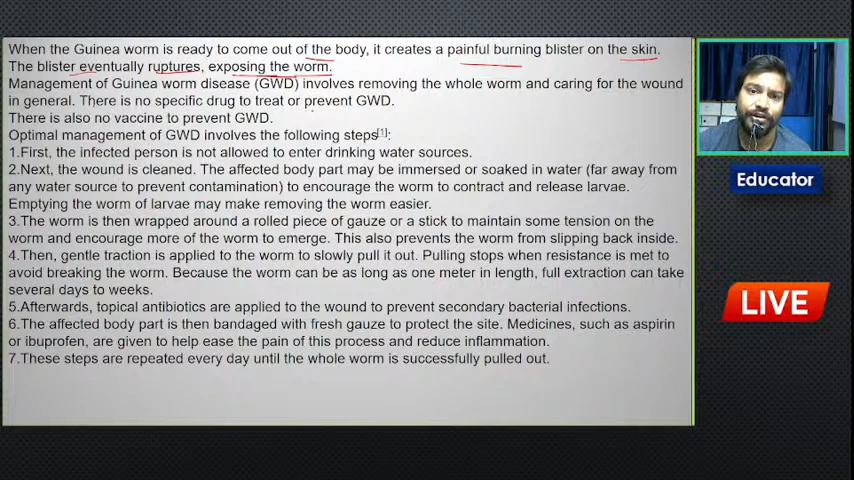 When the Guinea worm is ready to come out of the body, it creates a painful burning blister on the skin.
The blister eventually ruptures, exposing the worm.
Management of Guinea worm disease (GWD) involves removing the whole worm and caring for the wound
in general. There is no specific drug to treat or prevent GWD.
There is also no vaccine to prevent GWD.
Optimal management of GWD involves the following steps[1]:
1.First, the infected person is not allowed to enter drinking water sources.
2.Next, the wound is cleaned. The affected body part may be immersed or soaked in water (far away from
any water source to prevent contamination) to encourage the worm to contract and release larvae.
Emptying the worm of larvae may make removing the worm easier.
3.The worm is then wrapped around a rolled piece of gauze or a stick to maintain some tension on the
worm and encourage more of the worm to emerge. This also prevents the worm from slipping back inside.
4.Then, gentle traction is applied to the worm to slowly pull it out. Pulling stops when resistance is met to
avoid breaking the worm. Because the worm can be as long as one meter in length, full extraction can take
several days to weeks.
5.Afterwards, topical antibiotics are applied to the wound to prevent secondary bacterial infections.
6.The affected body part is then bandaged with fresh gauze to protect the site. Medicines, such as aspirin
or ibuprofen, are given to help ease the pain of this process and reduce inflammation.
7.These steps are repeated every day until the whole worm is successfully pulled out.
Educator
LIVE